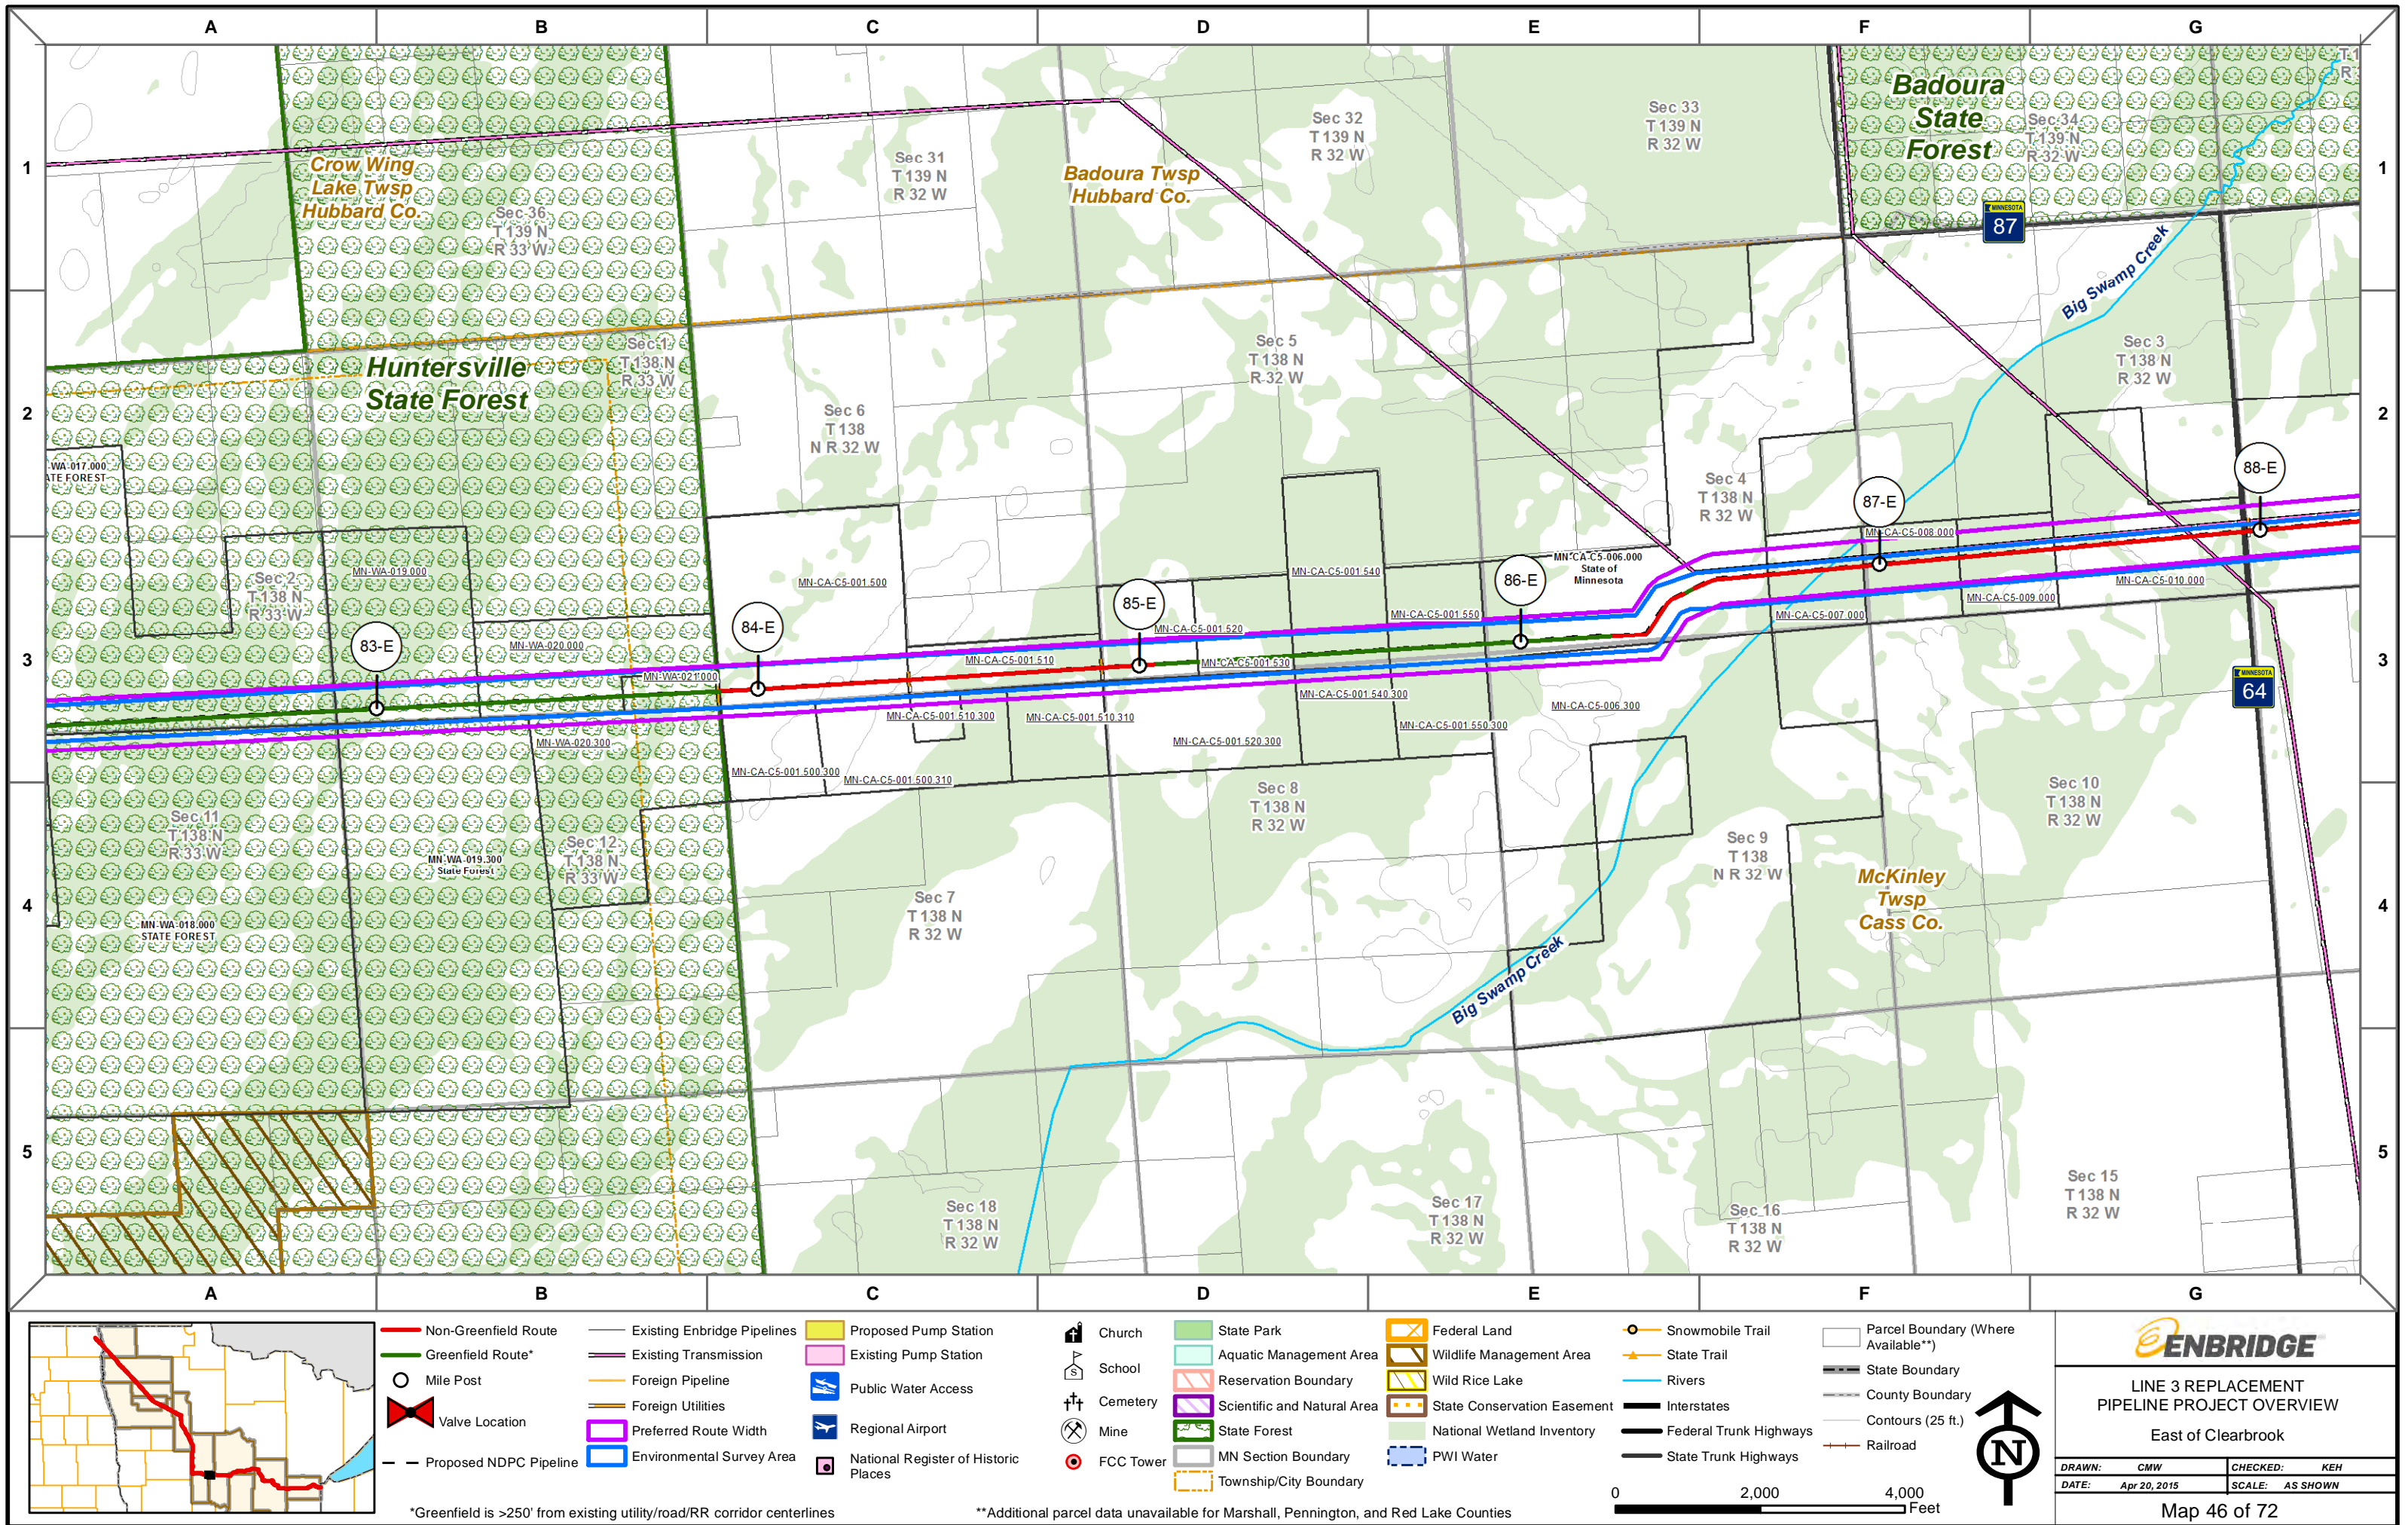 A B C D E F G
1
2
3
4
5
1
2
3
4
5
Crow Wing
Lake Twsp
Hubbard Co.
Sec 36
T 139 N
R 33 W
Sec 31
T 139 N
R 32 W
Badoura Twsp
Hubbard Co.
Sec 32
T 139 N
R 32 W
Sec 33
T 139 N
R 32 W
Badoura
State
Forest
Sec 34
T 139 N
R 32 W
MINNESOTA
87
Big Swamp Creek
Huntersville
State Forest
Sec 1
T 138 N
R 33 W
Sec 6
T 138
N R 32 W
Sec 5
T 138 N
R 32 W
Sec 4
T 138 N
R 32 W
Sec 3
T 138 N
R 32 W
-WA-017.000
ATE FOREST
Sec 2
T 138 N
R 33 W
MN-WA-019.000
MN-WA-020.000
MN-WA-021.000
MN-WA-020.300
83-E
84-E
85-E
86-E
87-E
88-E
MN-CA-C5-001.500
MN-CA-C5-001.510
MN-CA-C5-001.520
MN-CA-C5-001.530
MN-CA-C5-001.540
MN-CA-C5-001.550
MN-CA-C5-006.000
State of
Minnesota
MN-CA-C5-008.000
MN-CA-C5-007.000
MN-CA-C5-009.000
MN-CA-C5-010.000
MN-CA-C5-001.540.300
MN-CA-C5-006.300
MN-CA-C5-001.510.300
MN-CA-C5-001.510.310
MN-CA-C5-001.550.300
MN-CA-C5-001.520.300
MN-CA-C5-001.500.300
MN-CA-C5-001.500.310
MINNESOTA
64
Sec 11
T 138 N
R 33 W
MN-WA-018.000
STATE FOREST
MN-WA-019.300
State Forest
Sec 12
T 138 N
R 33 W
Sec 7
T 138 N
R 32 W
Sec 8
T 138 N
R 32 W
Sec 9
T 138
N R 32 W
Sec 10
T 138 N
R 32 W
McKinley
Twsp
Cass Co.
Big Swamp Creek
Sec 18
T 138 N
R 32 W
Sec 17
T 138 N
R 32 W
Sec 16
T 138 N
R 32 W
Sec 15
T 138 N
R 32 W
A B C D E F G
Non-Greenfield Route
Greenfield Route*
Mile Post
Valve Location
Proposed NDPC Pipeline
Existing Enbridge Pipelines
Existing Transmission
Foreign Pipeline
Foreign Utilities
Preferred Route Width
Environmental Survey Area
Proposed Pump Station
Existing Pump Station
Public Water Access
Regional Airport
National Register of Historic
Places
Church
S
School
Cemetery
Mine
FCC Tower
State Park
Aquatic Management Area
Reservation Boundary
Scientific and Natural Area
State Forest
MN Section Boundary
Township/City Boundary
Federal Land
Wildlife Management Area
Wild Rice Lake
State Conservation Easement
National Wetland Inventory
PWI Water
Snowmobile Trail
State Trail
Rivers
Interstates
Federal Trunk Highways
State Trunk Highways
Parcel Boundary (Where
Available**)
State Boundary
County Boundary
Contours (25 ft.)
Railroad
0 2,000 4,000
Feet
N
*Greenfield is >250' from existing utility/road/RR corridor centerlines
**Additional parcel data unavailable for Marshall, Pennington, and Red Lake Counties
ENBRIDGE
LINE 3 REPLACEMENT
PIPELINE PROJECT OVERVIEW
East of Clearbrook
DRAWN: CMW CHECKED: KEH
DATE: Apr 20, 2015 SCALE: AS SHOWN
Map 46 of 72